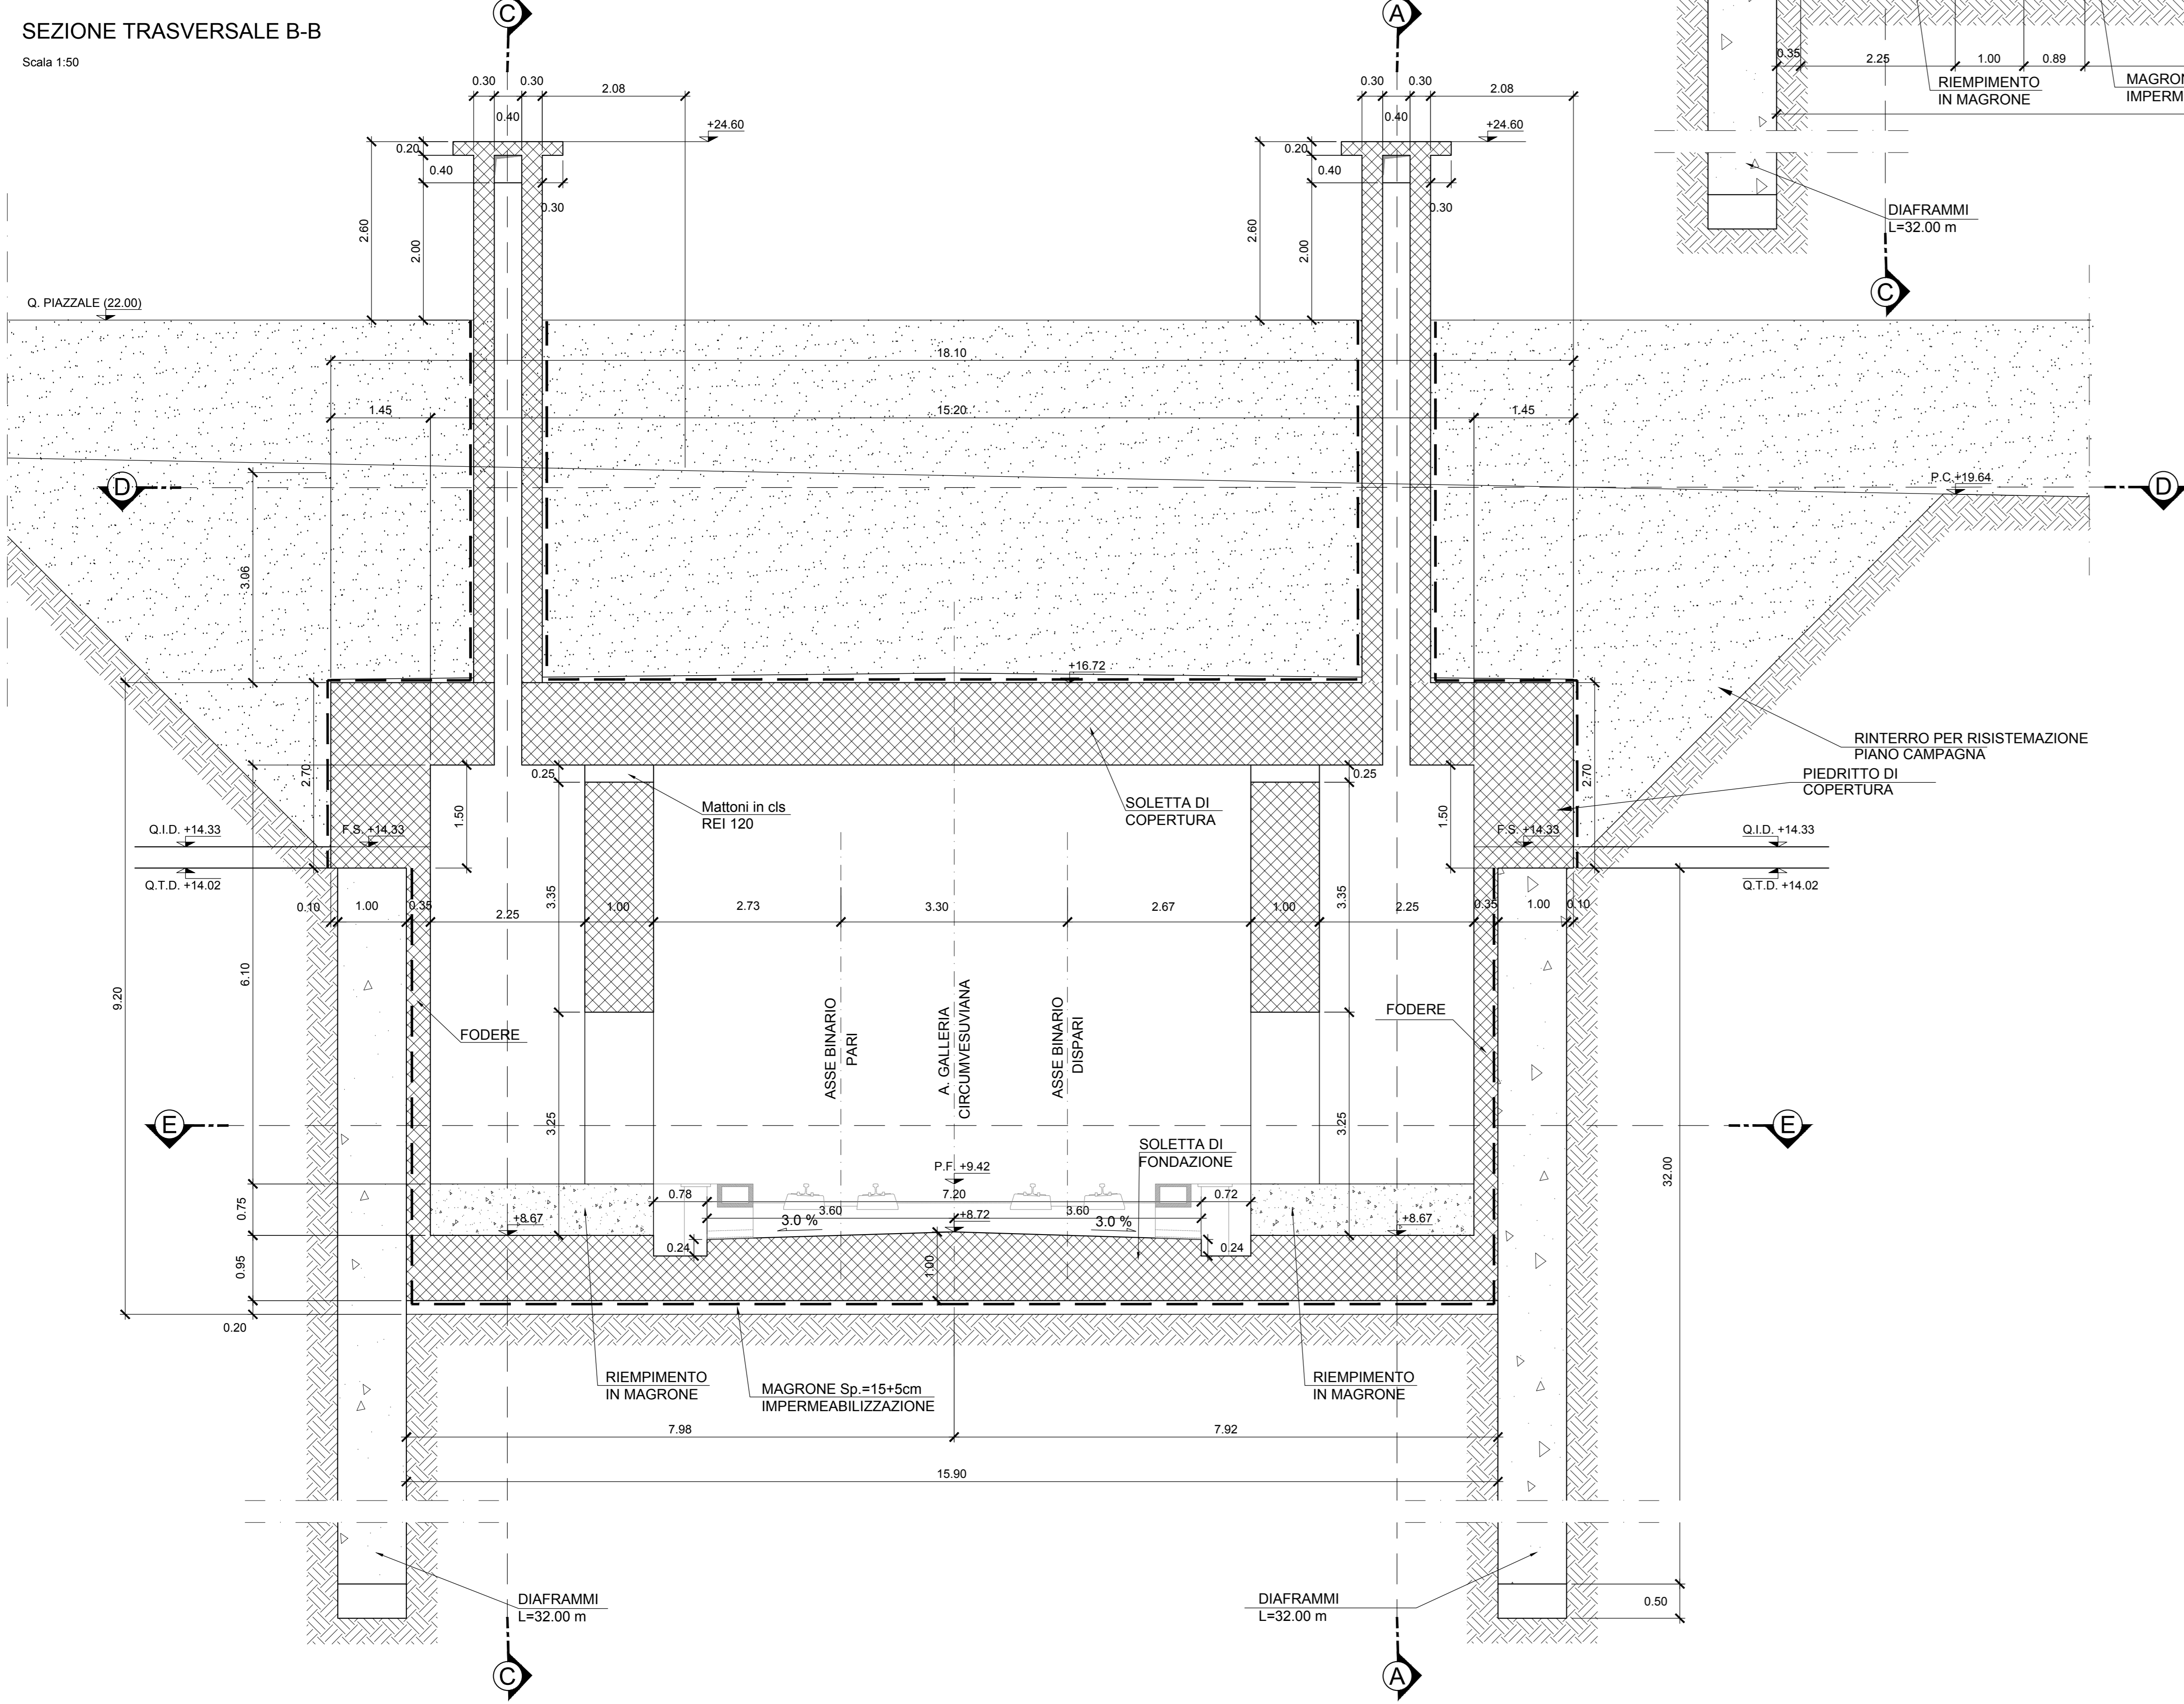 SEZIONE TRASVERSALE B-B
Scala 1:50
C
A
0.30
0.30
2.08
0.40
+24.60
0.20
0.40
0.30
2.60
2.00
0.30
0.30
2.08
0.40
+24.60
0.20
0.40
0.30
2.60
2.00
0.35
2.25
1.00
0.89
RIEMPIMENTO
IN MAGRONE
MAGRON
IMPERM
DIAFRAMMI
L=32.00 m
C
Q. PIAZZALE (22.00)
18.10
1.45
15.20
1.45
D
P.C.+19.64
D
3.06
+16.72
2.70
2.70
RINTERRO PER RISISTEMAZIONE
PIANO CAMPAGNA
PIEDRITTO DI
COPERTURA
0.25
0.25
Mattoni in cls
REI 120
SOLETTA DI
COPERTURA
1.50
1.50
Q.I.D. +14.33
F.S. +14.33
F.S. +14.33
Q.I.D. +14.33
Q.T.D. +14.02
Q.T.D. +14.02
0.10
1.00
0.35
2.25
1.00
2.73
3.30
2.67
1.00
2.25
0.35
1.00
0.10
3.35
3.35
9.20
6.10
FODERE
FODERE
ASSE BINARIO
PARI
A. GALLERIA
CIRCUMVESUVIANA
ASSE BINARIO
DISPARI
E
E
3.25
3.25
SOLETTA DI
FONDAZIONE
P.F. +9.42
32.00
0.78
7.20
0.72
0.75
+8.67
3.60
+8.72
3.60
+8.67
3.0 %
3.0 %
0.24
0.24
0.95
1.00
0.20
RIEMPIMENTO
IN MAGRONE
MAGRONE Sp.=15+5cm
IMPERMEABILIZZAZIONE
RIEMPIMENTO
IN MAGRONE
7.98
7.92
15.90
DIAFRAMMI
L=32.00 m
DIAFRAMMI
L=32.00 m
0.50
C
A